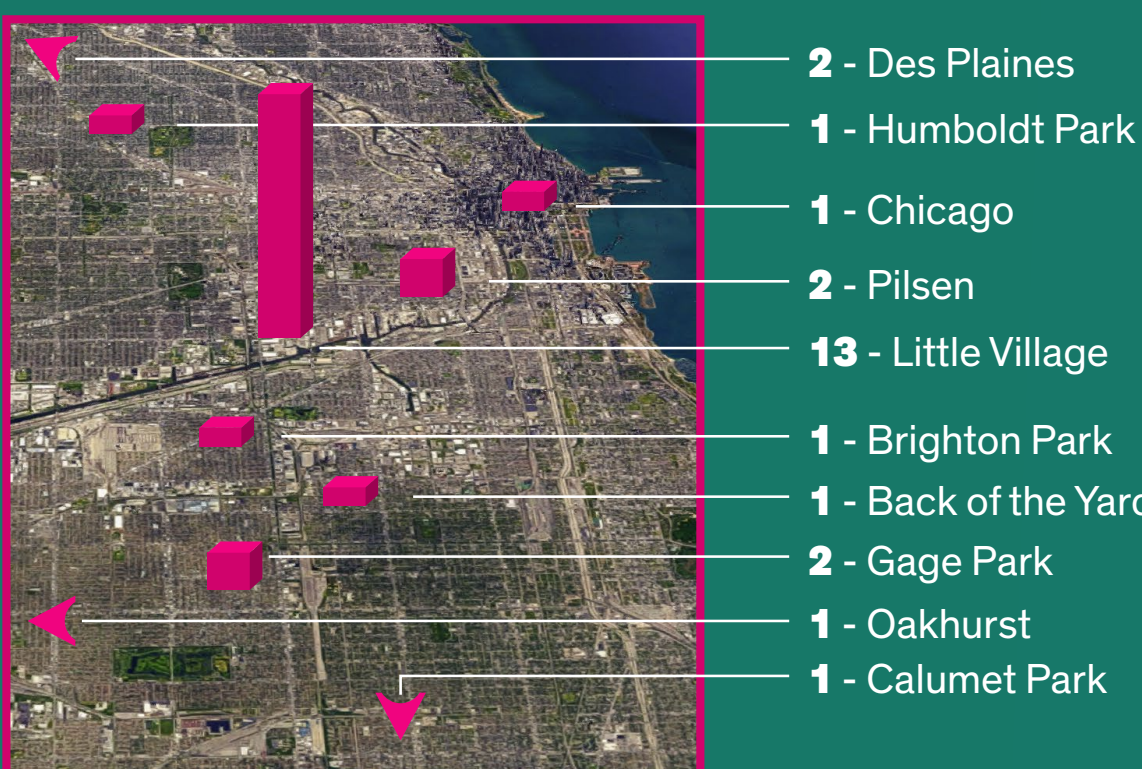 2 - Des Plaines
1 - Humboldt Park
1 - Chicago
2 - Pilsen
13 - Little Village
1 - Brighton Park
1 - Back of the Yard
2 - Gage Park
1 - Oakhurst
1 - Calumet Park